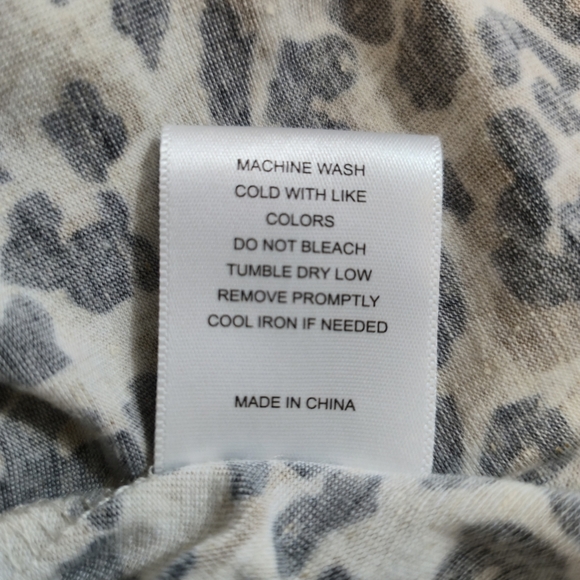 MACHINE WASH
COLD WITH LIKE
COLORS
DO NOT BLEACH
TUMBLE DRY LOW
REMOVE PROMPTLY
COOL IRON IF NEEDED
MADE IN CHINA